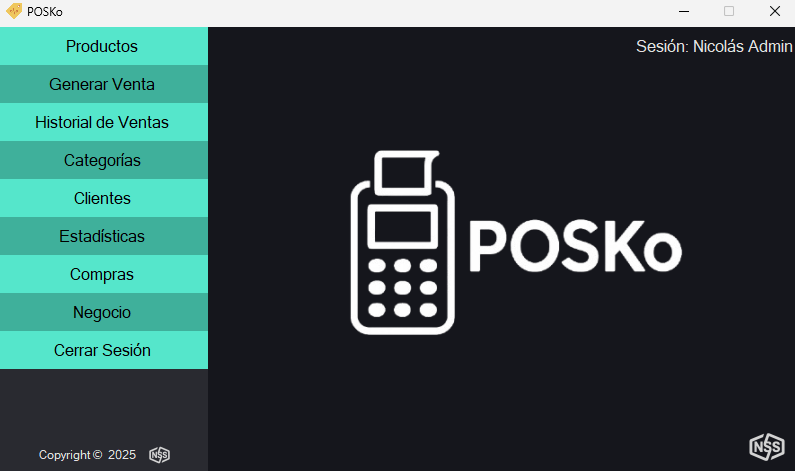 POSKo
Productos
Generar Venta
Historial de Ventas
Categorías
Clientes
Estadísticas
Compras
Negocio
Cerrar Sesión
Copyright © 2025
NSS
Sesión: Nicolás Admin
POSKo
NSS